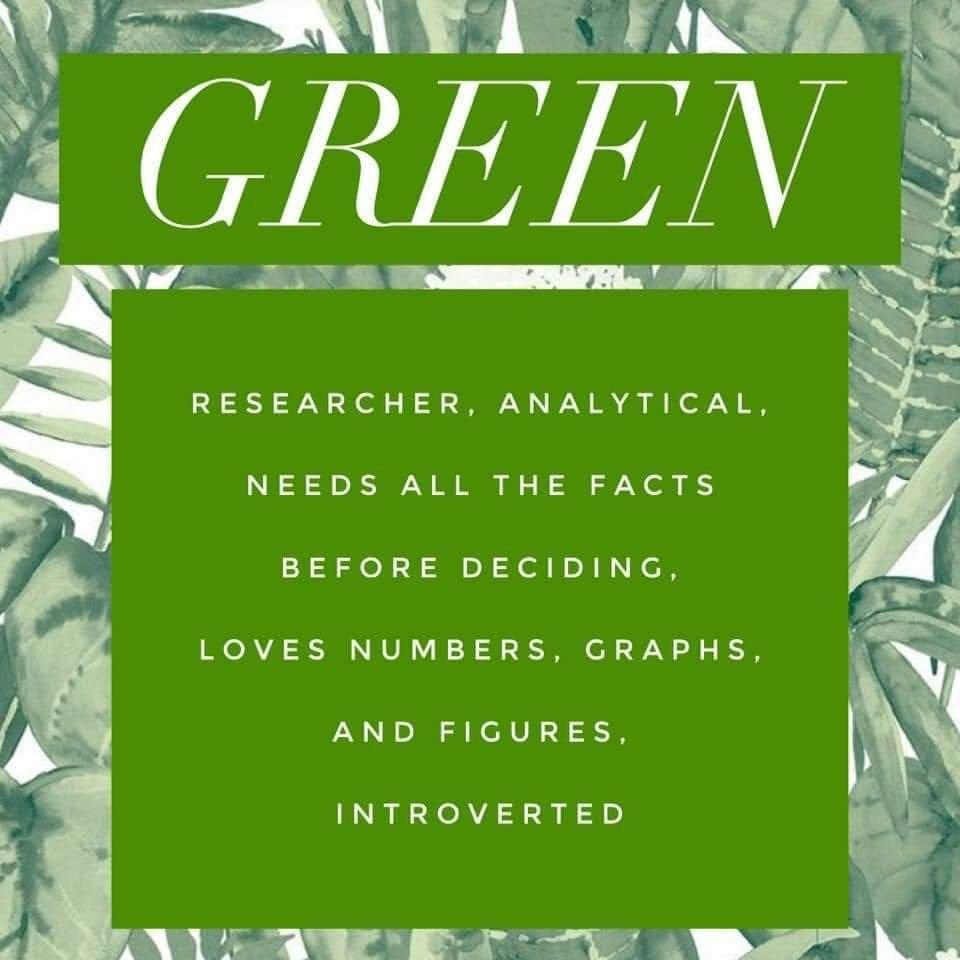 GREEN
RESEARCHER, ANALYTICAL,
NEEDS ALL THE FACTS
BEFORE DECIDING,
LOVES NUMBERS, GRAPHS,
AND FIGURES,
INTROVERTED